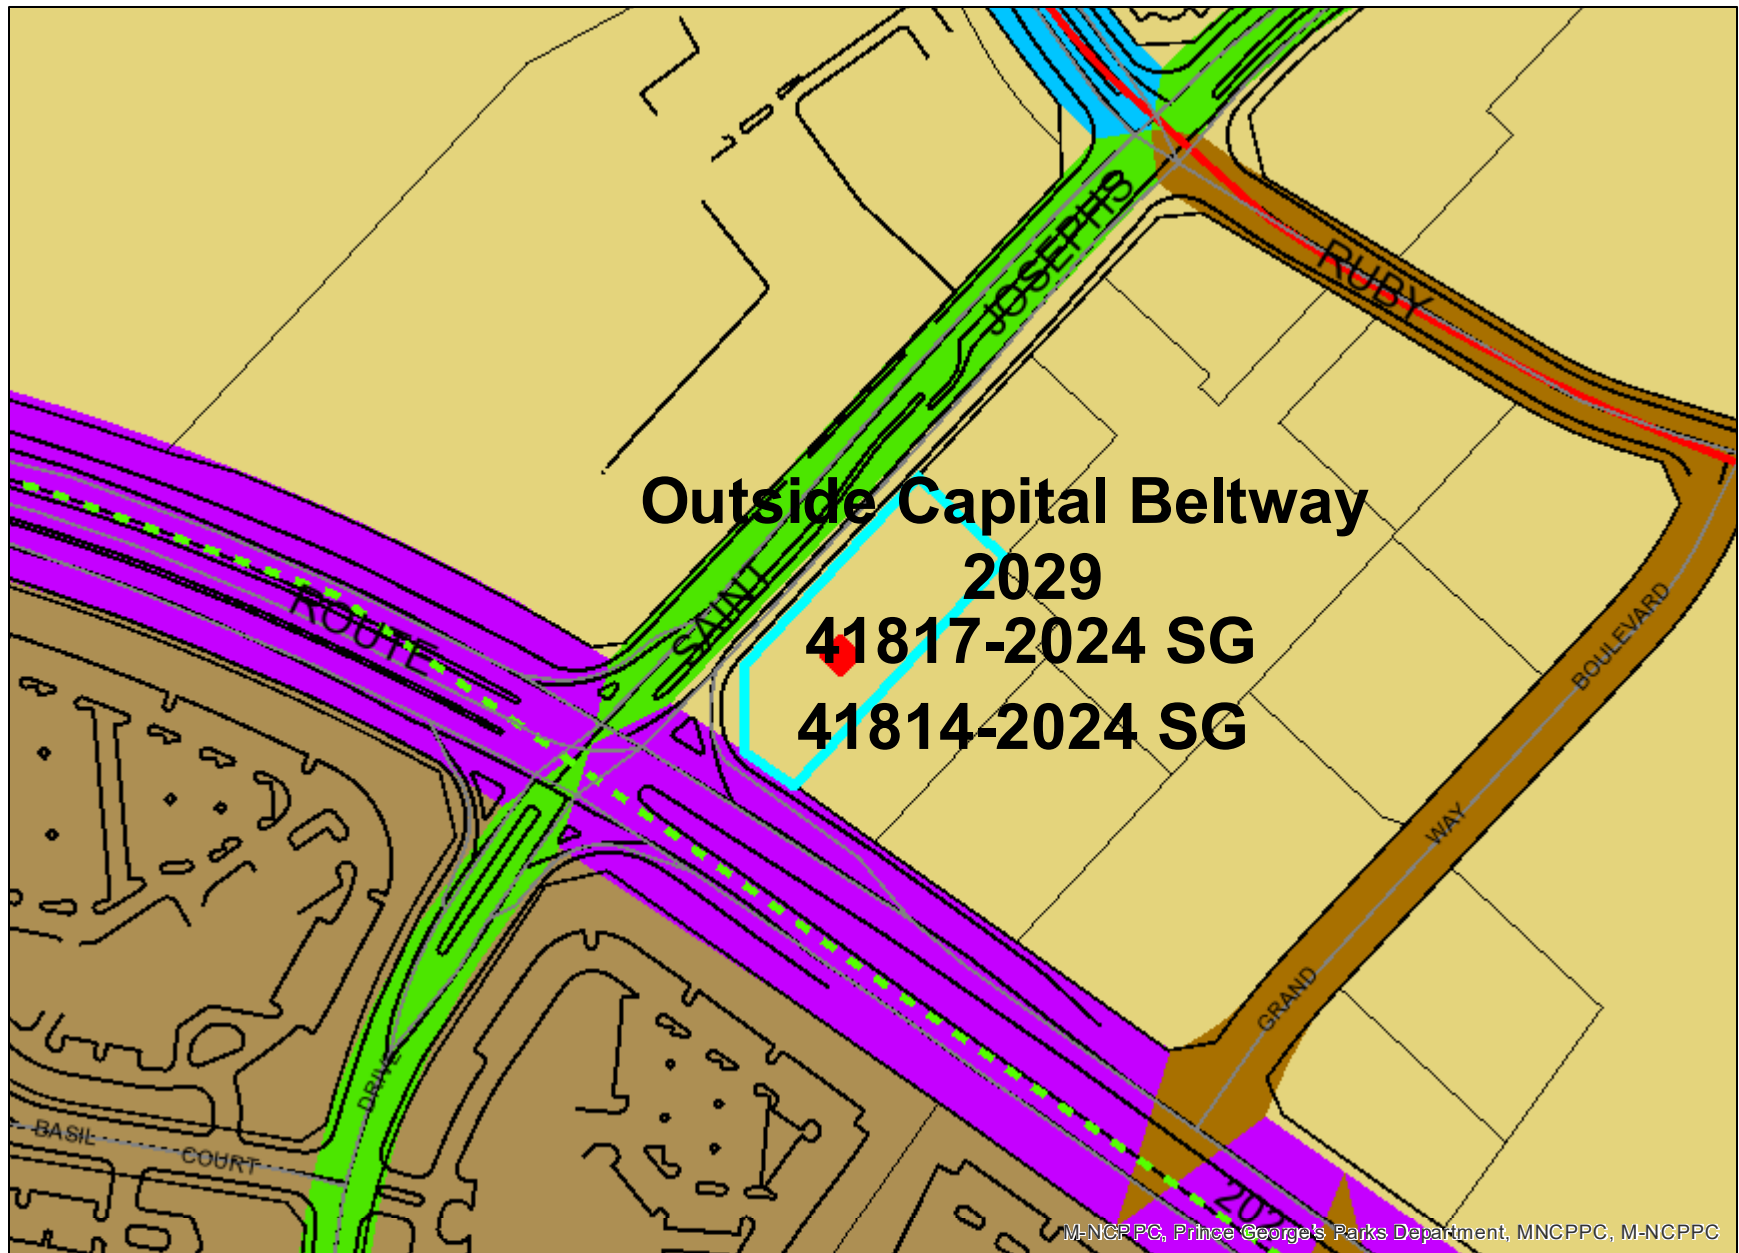 JOSEPHS
RUBY
Outside Capital Beltway
2029
41817-2024 SG
41814-2024 SG
SAINT
ROUTE
BOULEVARD
WAY
GRAND
DRIVE
BASIL
COURT
M-NCPPC, Prince George's Parks Department, MNCPPC, M-NCPPC